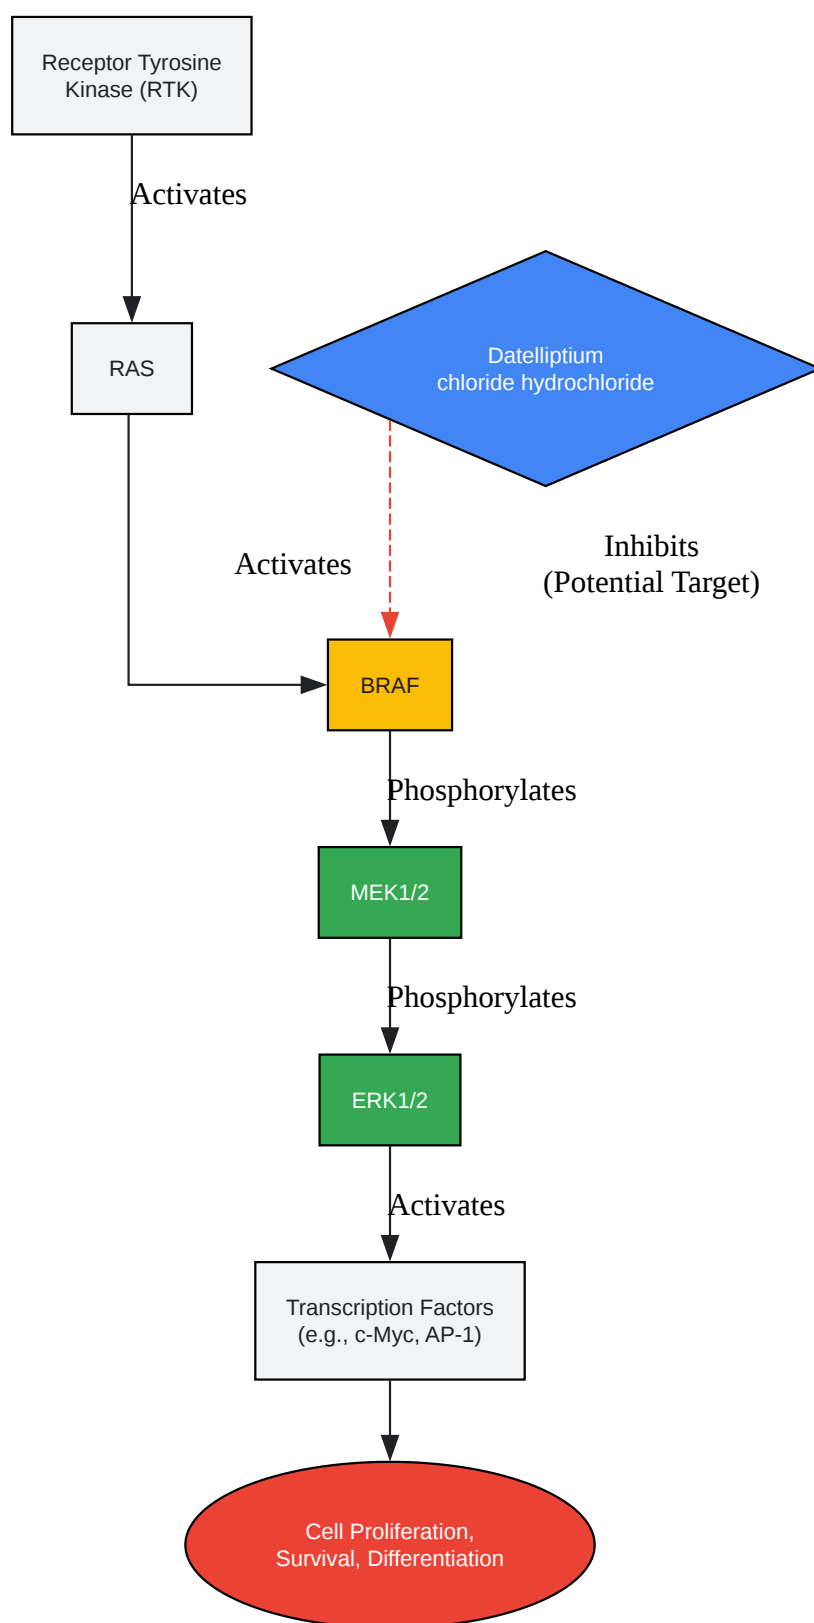 Receptor Tyrosine
Kinase (RTK)
Activates
RAS
Datelliptium
chloride hydrochloride
Activates
Inhibits
(Potential Target)
BRAF
Phosphorylates
MEK1/2
Phosphorylates
ERK1/2
Activates
Transcription Factors
(e.g., c-Myc, AP-1)
Cell Proliferation,
Survival, Differentiation